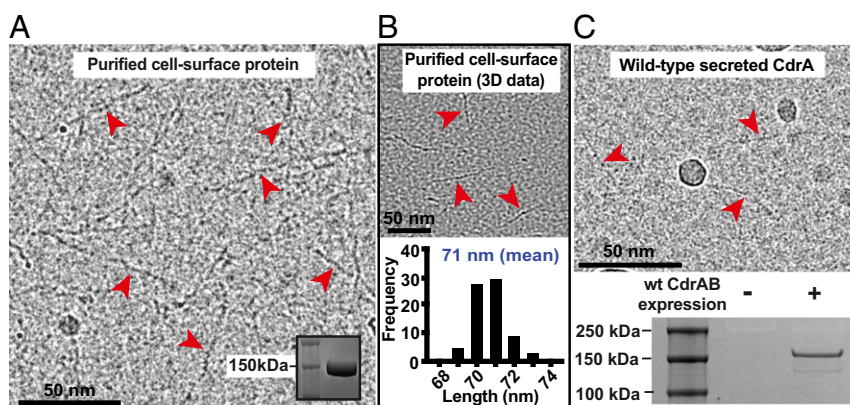 A
Purified cell-surface protein
150kDa
50 nm
B
Purified cell-surface
protein (3D data)
50 nm
71 nm (mean)
Frequency
40
30
20
10
0
68
70
72
74
Length (nm)
C
Wild-type secreted CdrA
50 nm
wt CdrAB
expression
- +
250 kDa
150 kDa
100 kDa